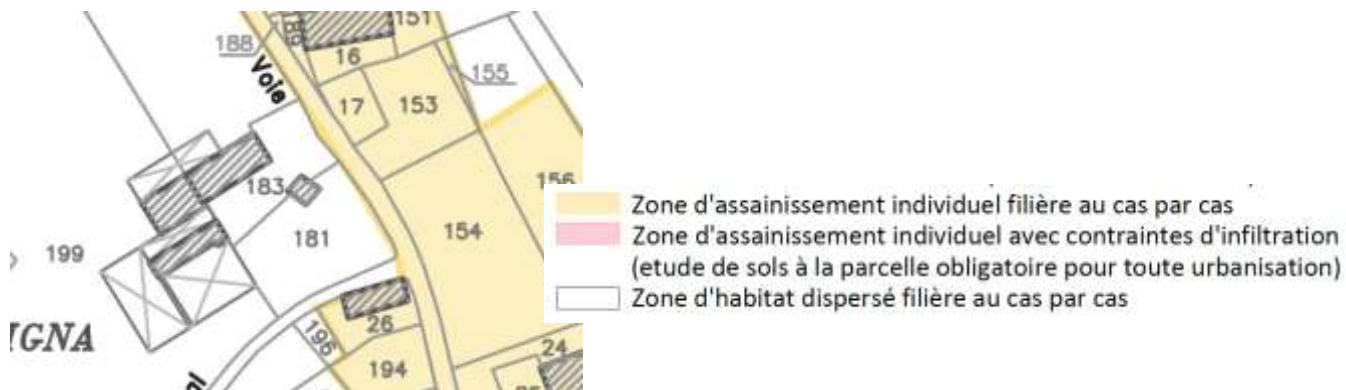 151
189
188
16
155
Voie
17
153
156
183
181
154
199
26
IGNA
196
24
194
Zone d'assainissement individuel filière au cas par cas
Zone d'assainissement individuel avec contraintes d'infiltration
(etude de sols à la parcelle obligatoire pour toute urbanisation)
Zone d'habitat dispersé filière au cas par cas